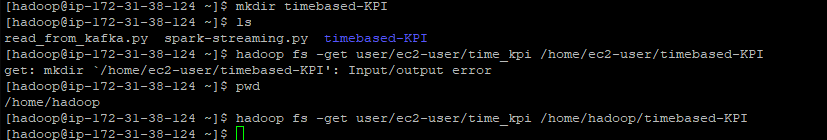 [hadoop@ip-172-31-38-124 ~]$ mkdir timebased-KPI
[hadoop@ip-172-31-38-124 ~]$ ls
read_from_kafka.py  spark-streaming.py  timebased-KPI
[hadoop@ip-172-31-38-124 ~]$ hadoop fs -get user/ec2-user/time_kpi /home/ec2-user/timebased-KPI
get: mkdir `/home/ec2-user/timebased-KPI': Input/output error
[hadoop@ip-172-31-38-124 ~]$ pwd
/home/hadoop
[hadoop@ip-172-31-38-124 ~]$ hadoop fs -get user/ec2-user/time_kpi /home/hadoop/timebased-KPI
[hadoop@ip-172-31-38-124 ~]$